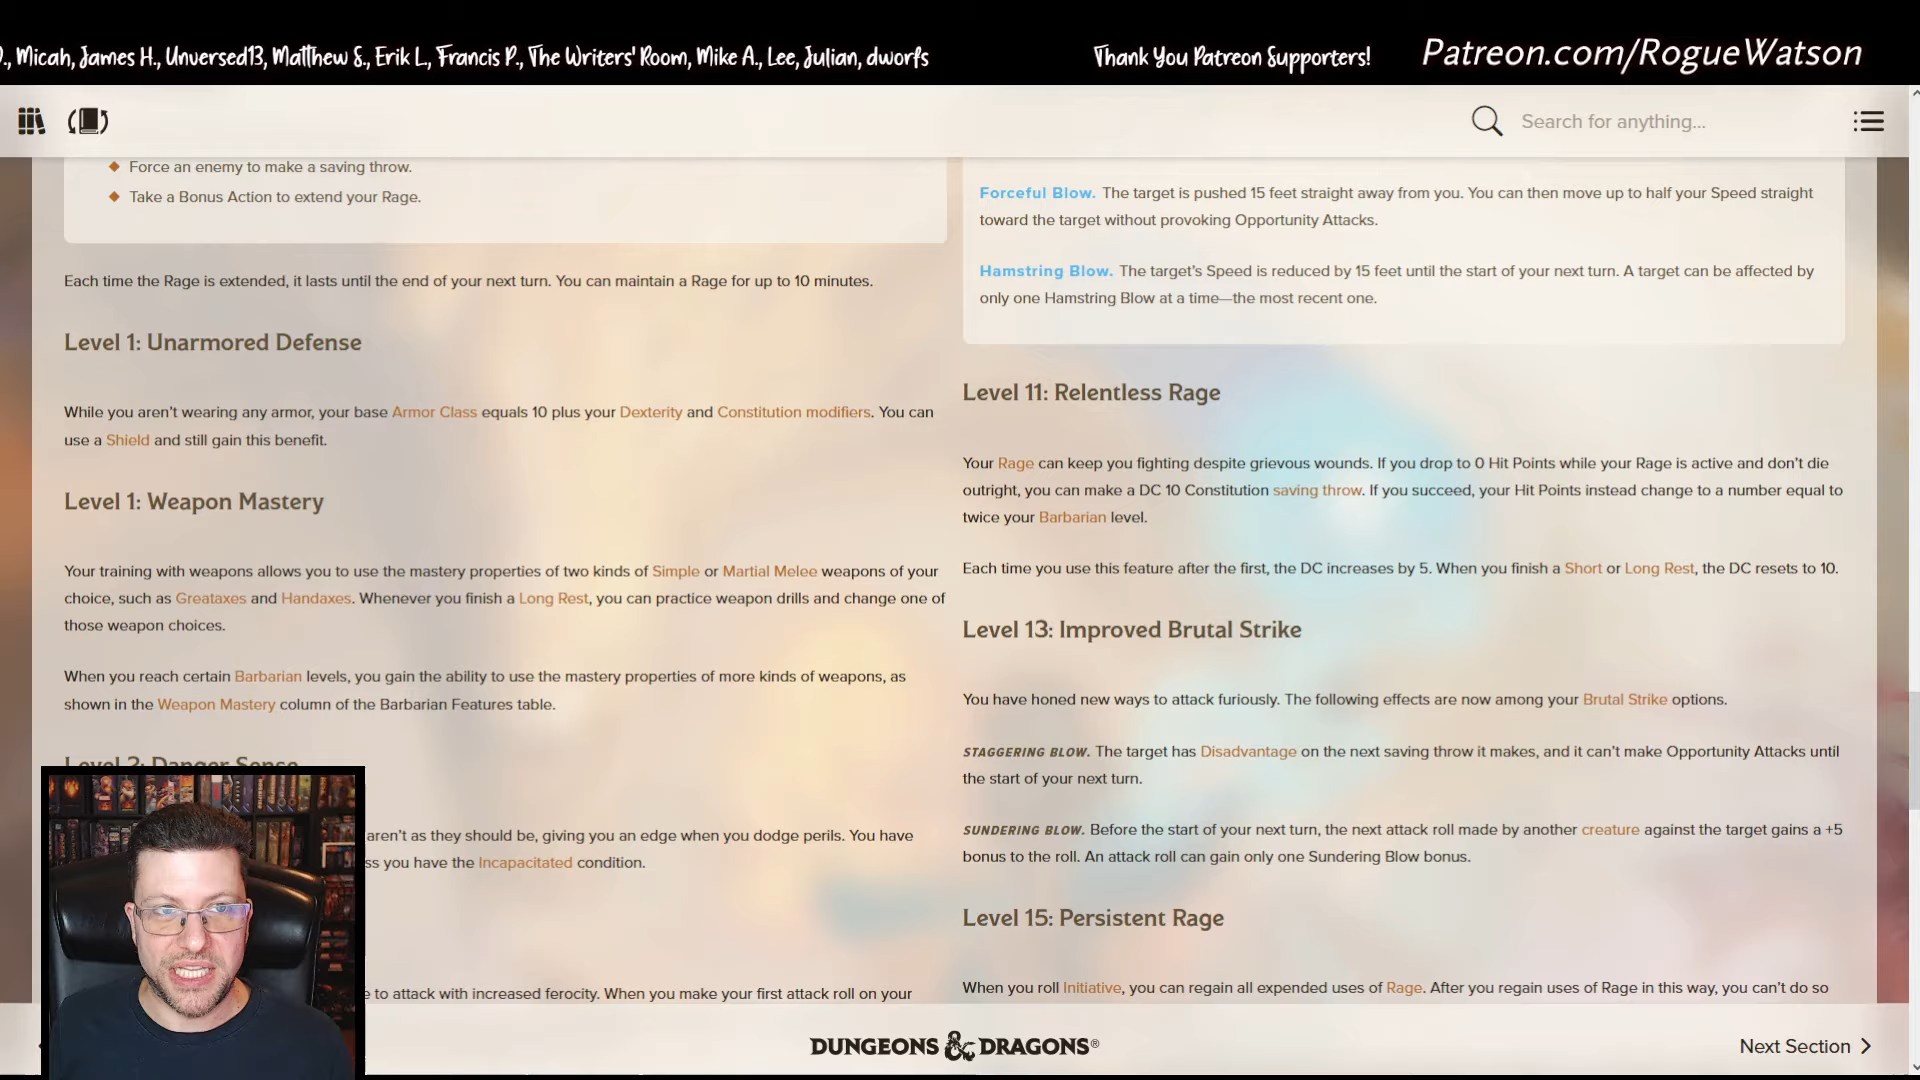 O., Micah, James H., Unversed13, Matthew S., Erik L., Francis P., The Writers' Room, Mike A., Lee, Julian, dworfs
Thank You Patreon Supporters!
Patreon.com/RogueWatson
Search for anything...
Force an enemy to make a saving throw.
Take a Bonus Action to extend your Rage.
Each time the Rage is extended, it lasts until the end of your next turn. You can maintain a Rage for up to 10 minutes.
Level 1: Unarmored Defense
While you aren't wearing any armor, your base Armor Class equals 10 plus your Dexterity and Constitution modifiers. You can
use a Shield and still gain this benefit.
Level 1: Weapon Mastery
Your training with weapons allows you to use the mastery properties of two kinds of Simple or Martial Melee weapons of your
choice, such as Greataxes and Handaxes. Whenever you finish a Long Rest, you can practice weapon drills and change one of
those weapon choices.
When you reach certain Barbarian levels, you gain the ability to use the mastery properties of more kinds of weapons, as
shown in the Weapon Mastery column of the Barbarian Features table.
Level 2: Danger Sense
aren't as they should be, giving you an edge when you dodge perils. You have
ss you have the Incapacitated condition.
e to attack with increased ferocity. When you make your first attack roll on your
Forceful Blow. The target is pushed 15 feet straight away from you. You can then move up to half your Speed straight
toward the target without provoking Opportunity Attacks.
Hamstring Blow. The target's Speed is reduced by 15 feet until the start of your next turn. A target can be affected by
only one Hamstring Blow at a time—the most recent one.
Level 11: Relentless Rage
Your Rage can keep you fighting despite grievous wounds. If you drop to 0 Hit Points while your Rage is active and don't die
outright, you can make a DC 10 Constitution saving throw. If you succeed, your Hit Points instead change to a number equal to
twice your Barbarian level.
Each time you use this feature after the first, the DC increases by 5. When you finish a Short or Long Rest, the DC resets to 10.
Level 13: Improved Brutal Strike
You have honed new ways to attack furiously. The following effects are now among your Brutal Strike options.
STAGGERING BLOW. The target has Disadvantage on the next saving throw it makes, and it can't make Opportunity Attacks until
the start of your next turn.
SUNDERING BLOW. Before the start of your next turn, the next attack roll made by another creature against the target gains a +5
bonus to the roll. An attack roll can gain only one Sundering Blow bonus.
Level 15: Persistent Rage
When you roll Initiative, you can regain all expended uses of Rage. After you regain uses of Rage in this way, you can't do so
DUNGEONS & DRAGONS®
Next Section